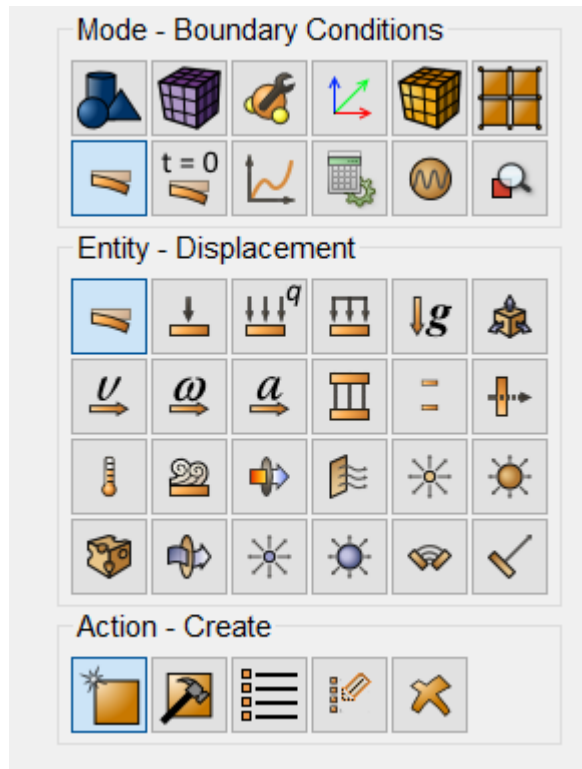 Mode - Boundary Conditions
t = 0
Entity - Displacement
q
g
υ ω a
Action - Create